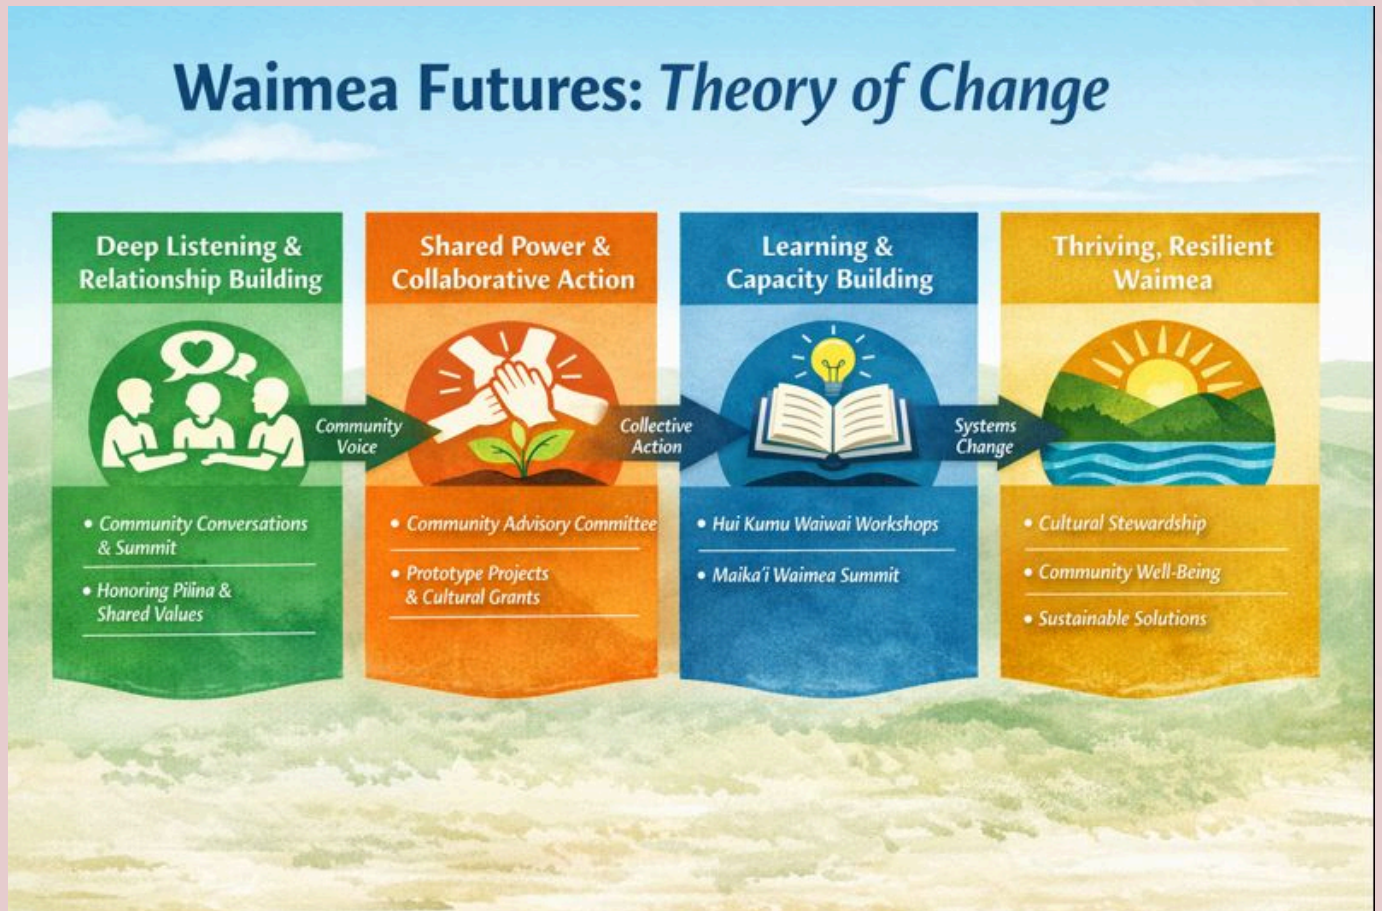 Waimea Futures: Theory of Change
Deep Listening &
Relationship Building
Community
Voice
• Community Conversations
& Summit
• Honoring Pilina &
Shared Values
Shared Power &
Collaborative Action
Collective
Action
• Community Advisory Committee
• Prototype Projects
& Cultural Grants
Learning &
Capacity Building
Systems
Change
• Hui Kumu Waiwai Workshops
• Maika'i Waimea Summit
Thriving, Resilient
Waimea
• Cultural Stewardship
• Community Well-Being
• Sustainable Solutions